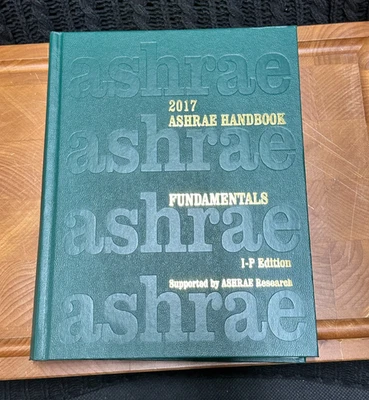 ashrae
2017
ASHRAE HANDBOOK
ashrae
FUNDAMENTALS
ashrae
I-P Edition
Supported by ASHRAE Research
ashrae